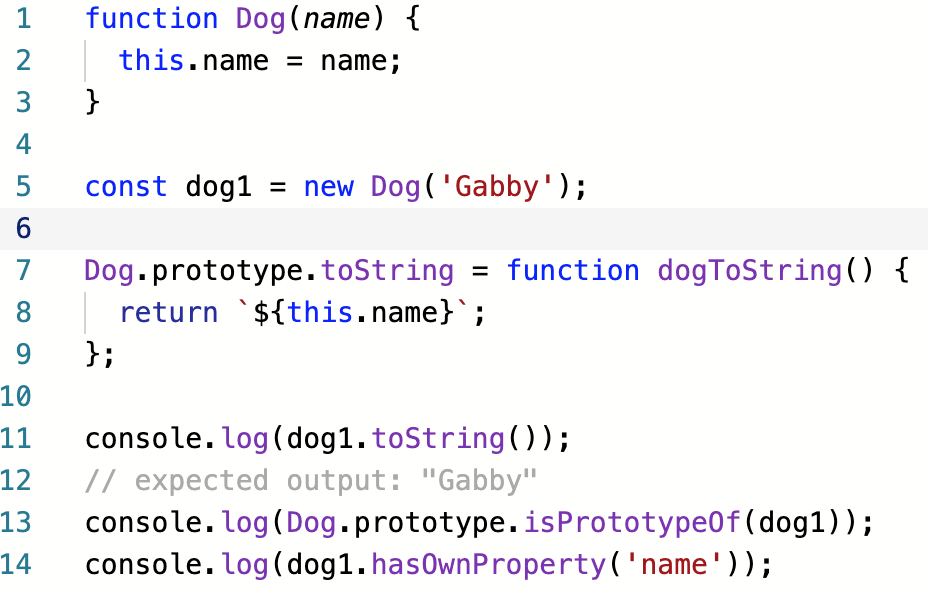 1 function Dog(name) {
2 this.name = name;
3 }
4
5 const dog1 = new Dog('Gabby');
6
7 Dog.prototype.toString = function dogToString() {
8 return `${this.name}`;
9 };
10
11 console.log(dog1.toString());
12 // expected output: "Gabby"
13 console.log(Dog.prototype.isPrototypeOf(dog1));
14 console.log(dog1.hasOwnProperty('name'));